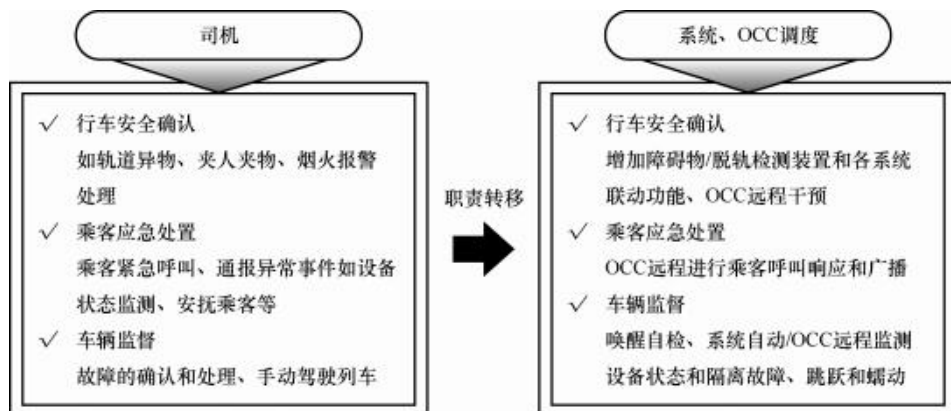 司机
√ 行车安全确认
如轨道异物、夹人夹物、烟火报警
处理
√ 乘客应急处置
乘客紧急呼叫、通报异常事件如设备
状态监测、安抚乘客等
√ 车辆监督
故障的确认和处理、手动驾驶列车
职责转移
系统、OCC调度
√ 行车安全确认
增加障碍物/脱轨检测装置和各系统
联动功能、OCC远程干预
√ 乘客应急处置
OCC远程进行乘客呼叫响应和广播
√ 车辆监督
唤醒自检、系统自动/OCC远程监测
设备状态和隔离故障、跳跃和蠕动